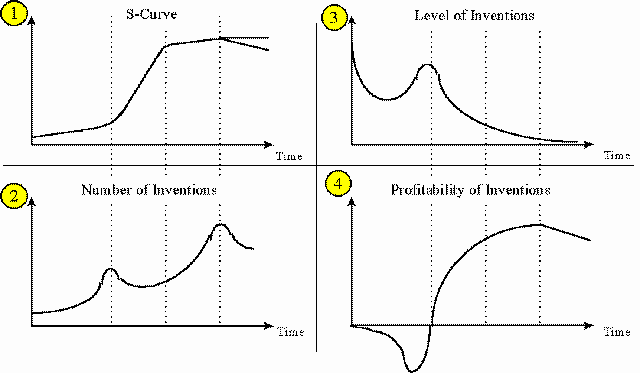 1
S-Curve
Time
3
Level of Inventions
Time
2
Number of Inventions
Time
4
Profitability of Inventions
Time